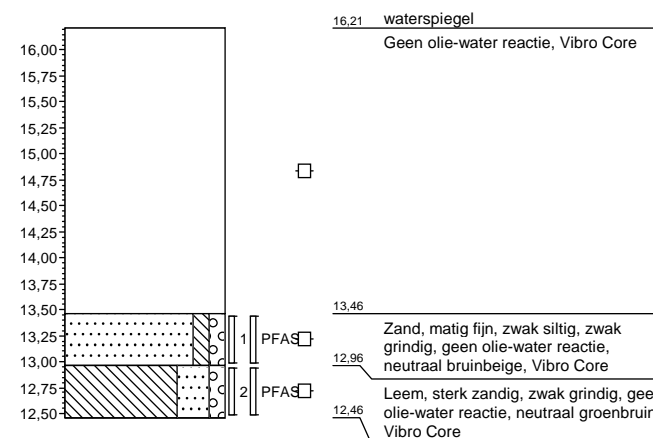 16,21 waterspiegel
Geen olie-water reactie, Vibro Core
16,00
15,75
15,50
15,25
15,00
14,75
14,50
14,25
14,00
13,75
13,50
13,46
13,25
1 PFAS
Zand, matig fijn, zwak siltig, zwak
grindig, geen olie-water reactie,
neutraal bruinbeige, Vibro Core
13,00
12,96
12,75
2 PFAS
Leem, sterk zandig, zwak grindig, gee
olie-water reactie, neutraal groenbruin
Vibro Core
12,50
12,46